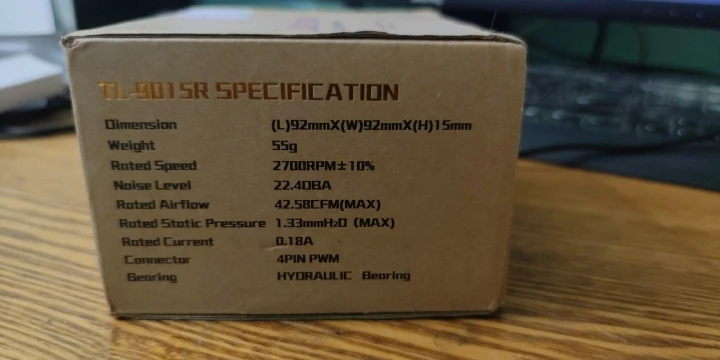 TL-9015R SPECIFICATION
Dimension (L)92mmX(W)92mmX(H)15mm
Weight 55g
Rated Speed 2700RPM±10%
Noise Level 22.4DBA
Rated Airflow 42.58CFM(MAX)
Rated Static Pressure 1.33mmH₂O (MAX)
Rated Current 0.18A
Connector 4PIN PWM
Bearing HYDRAULIC Bearing